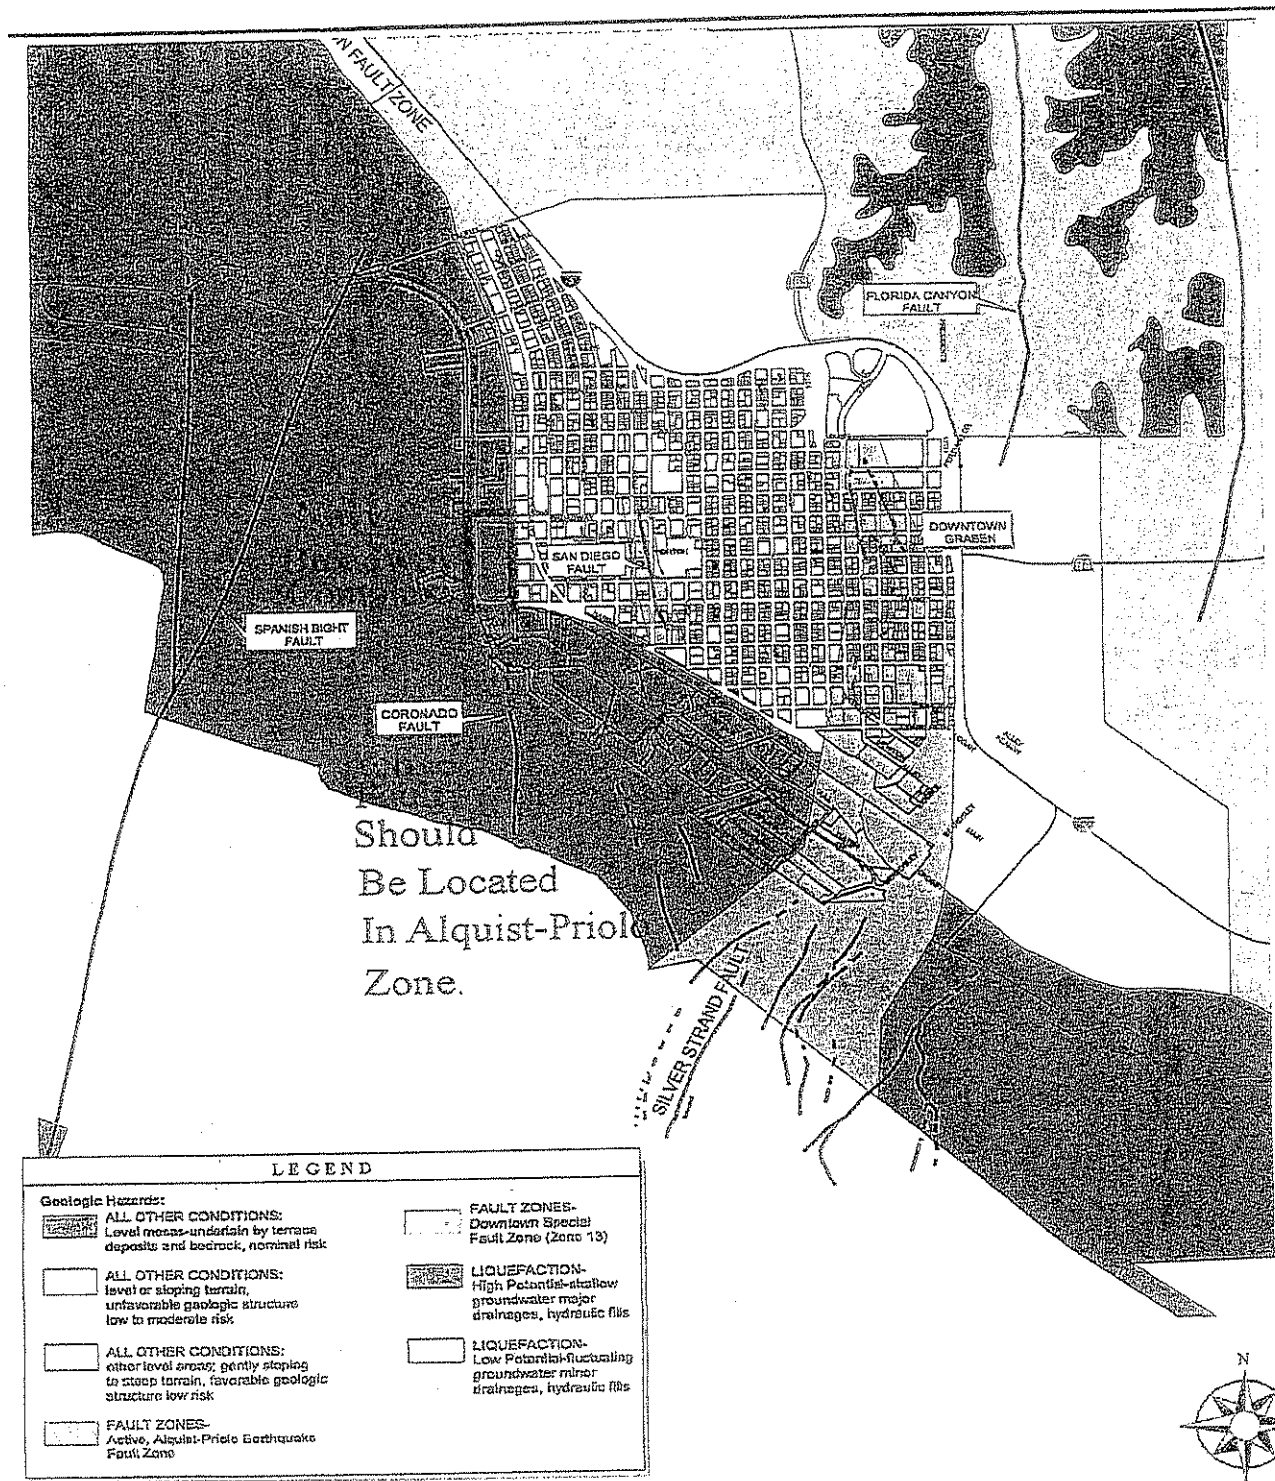 N FAULT ZONE
FLORIDA CANYON
FAULT
DOWNTOWN
GRABEN
SAN DIEGO
FAULT
SPANISH BIGHT
FAULT
CORONADO
FAULT
Should
Be Located
In Alquist-Priolo
Zone.
SILVER STRAND FAULT
LEGEND
Geologic Hazards:
ALL OTHER CONDITIONS:
Level mesas-underlain by terrace
deposits and bedrock, nominal risk
ALL OTHER CONDITIONS:
level or sloping terrain,
unfavorable geologic structure
low to moderate risk
ALL OTHER CONDITIONS:
other level areas; gently sloping
to steep terrain, favorable geologic
structure low risk
FAULT ZONES-
Active, Alquist-Priolo Earthquake
Fault Zone
FAULT ZONES-
Downtown Special
Fault Zone (Zone 13)
LIQUEFACTION-
High Potential-shallow
groundwater major
drainages, hydraulic fills
LIQUEFACTION-
Low Potential-fluctuating
groundwater minor
drainages, hydraulic fills
N